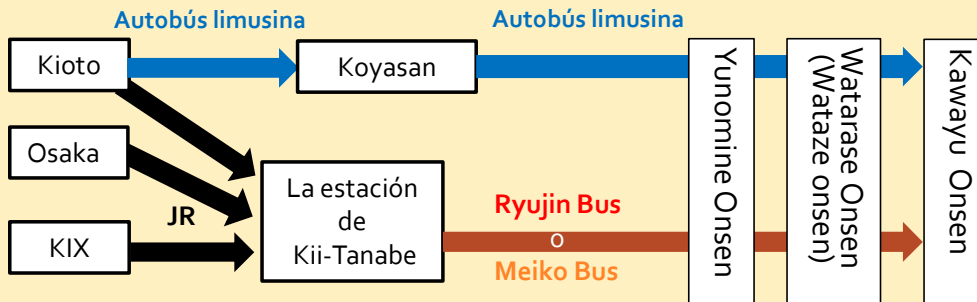 Autobús limusina
Autobús limusina
Kioto
Koyasan
Osaka
KIX
JR
La estación
de
Kii-Tanabe
Ryujin Bus
o
Meiko Bus
Yunomine Onsen
Watarase Onsen
(Wataze onsen)
Kawayu Onsen